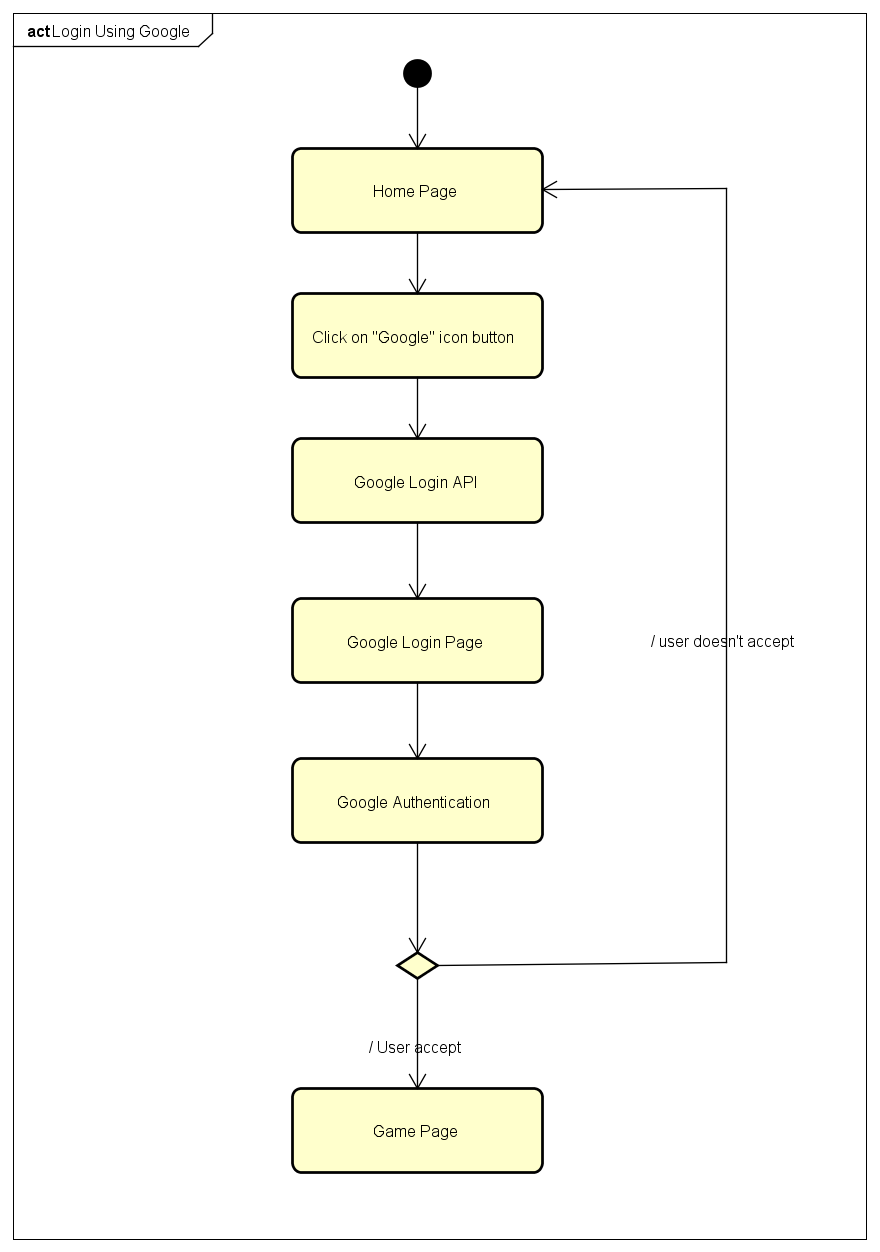 act Login Using Google
Home Page
Click on "Google" icon button
Google Login API
Google Login Page
/ user doesn't accept
Google Authentication
/ User accept
Game Page